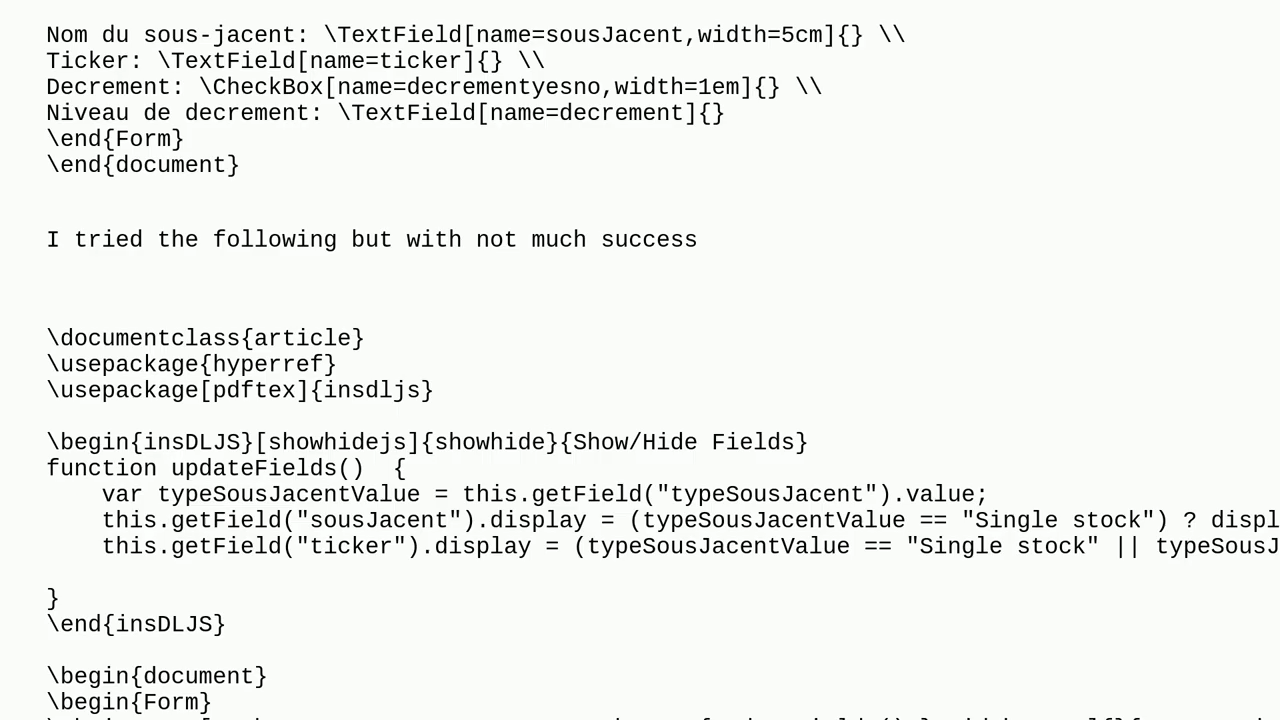 Nom du sous-jacent: \TextField[name=sousJacent,width=5cm]{} \\
Ticker: \TextField[name=ticker]{} \\
Decrement: \CheckBox[name=decrementyesno,width=1em]{} \\
Niveau de decrement: \TextField[name=decrement]{}
\end{Form}
\end{document}
I tried the following but with not much success
\documentclass{article}
\usepackage{hyperref}
\usepackage[pdftex]{insdljs}
\begin{insDLJS}[showhidejs]{showhide}{Show/Hide Fields}
function updateFields()  {
    var typeSousJacentValue = this.getField("typeSousJacent").value;
    this.getField("sousJacent").display = (typeSousJacentValue == "Single stock") ? displ
    this.getField("ticker").display = (typeSousJacentValue == "Single stock" || typeSousJ
}
\end{insDLJS}
\begin{document}
\begin{Form}